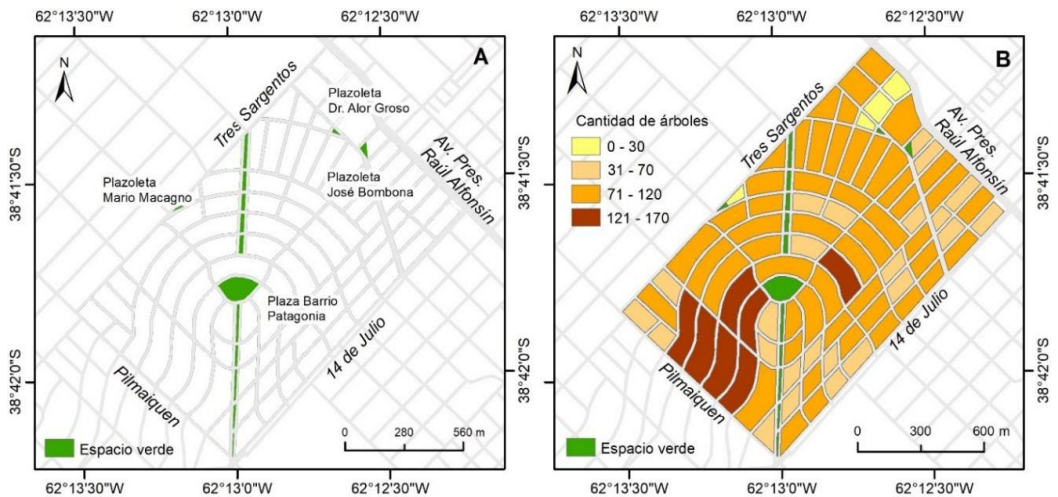 62°13'30"W 62°13'0"W 62°12'30"W
38°41'30"S
38°42'0"S
N
A
Tres Sargentos
Plazoleta
Dr. Alor Groso
Av. Pres.
Raúl Alfonsín
Plazoleta
Mario Macagno
Plazoleta
José Bombona
Plaza Barrio
Patagonia
14 de Julio
Pilmaiquen
Espacio verde
0 280 560 m
62°13'30"W 62°13'0"W 62°12'30"W
62°13'30"W 62°13'0"W 62°12'30"W
N
B
Cantidad de árboles
0 - 30
31 - 70
71 - 120
121 - 170
Tres Sargentos
Av. Pres.
Raúl Alfonsín
38°41'30"S
38°42'0"S
14 de Julio
Pilmaiquen
Espacio verde
0 300 600 m
62°13'30"W 62°13'0"W 62°12'30"W